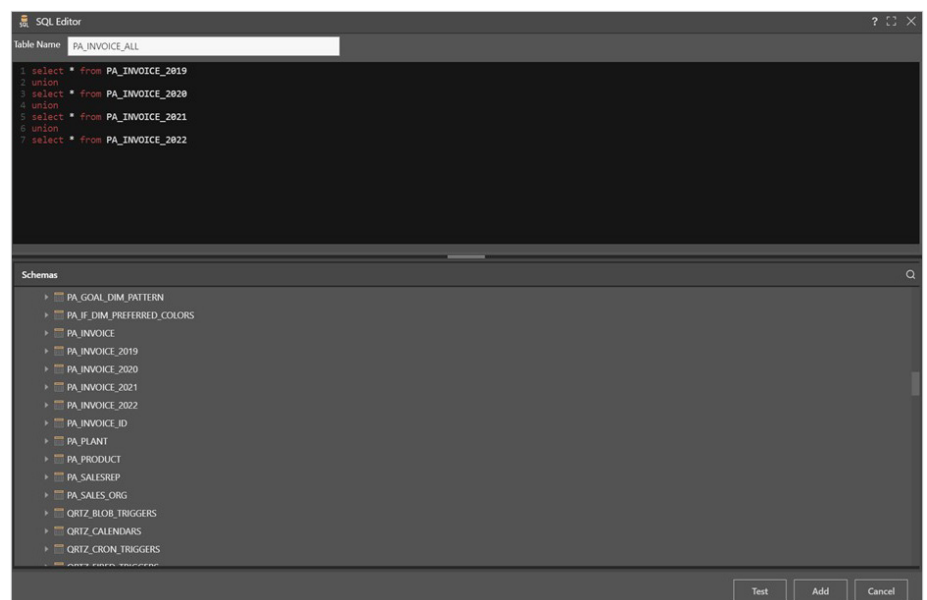 SQL SQL Editor ?
Table Name PA_INVOICE_ALL
1 select * from PA_INVOICE_2019
2 union
3 select * from PA_INVOICE_2020
4 union
5 select * from PA_INVOICE_2021
6 union
7 select * from PA_INVOICE_2022
Schemas
PA_GOAL_DIM_PATTERN
PA_IF_DIM_PREFERRED_COLORS
PA_INVOICE
PA_INVOICE_2019
PA_INVOICE_2020
PA_INVOICE_2021
PA_INVOICE_2022
PA_INVOICE_ID
PA_PLANT
PA_PRODUCT
PA_SALESREP
PA_SALES_ORG
QRTZ_BLOB_TRIGGERS
QRTZ_CALENDARS
QRTZ_CRON_TRIGGERS
Test Add Cancel